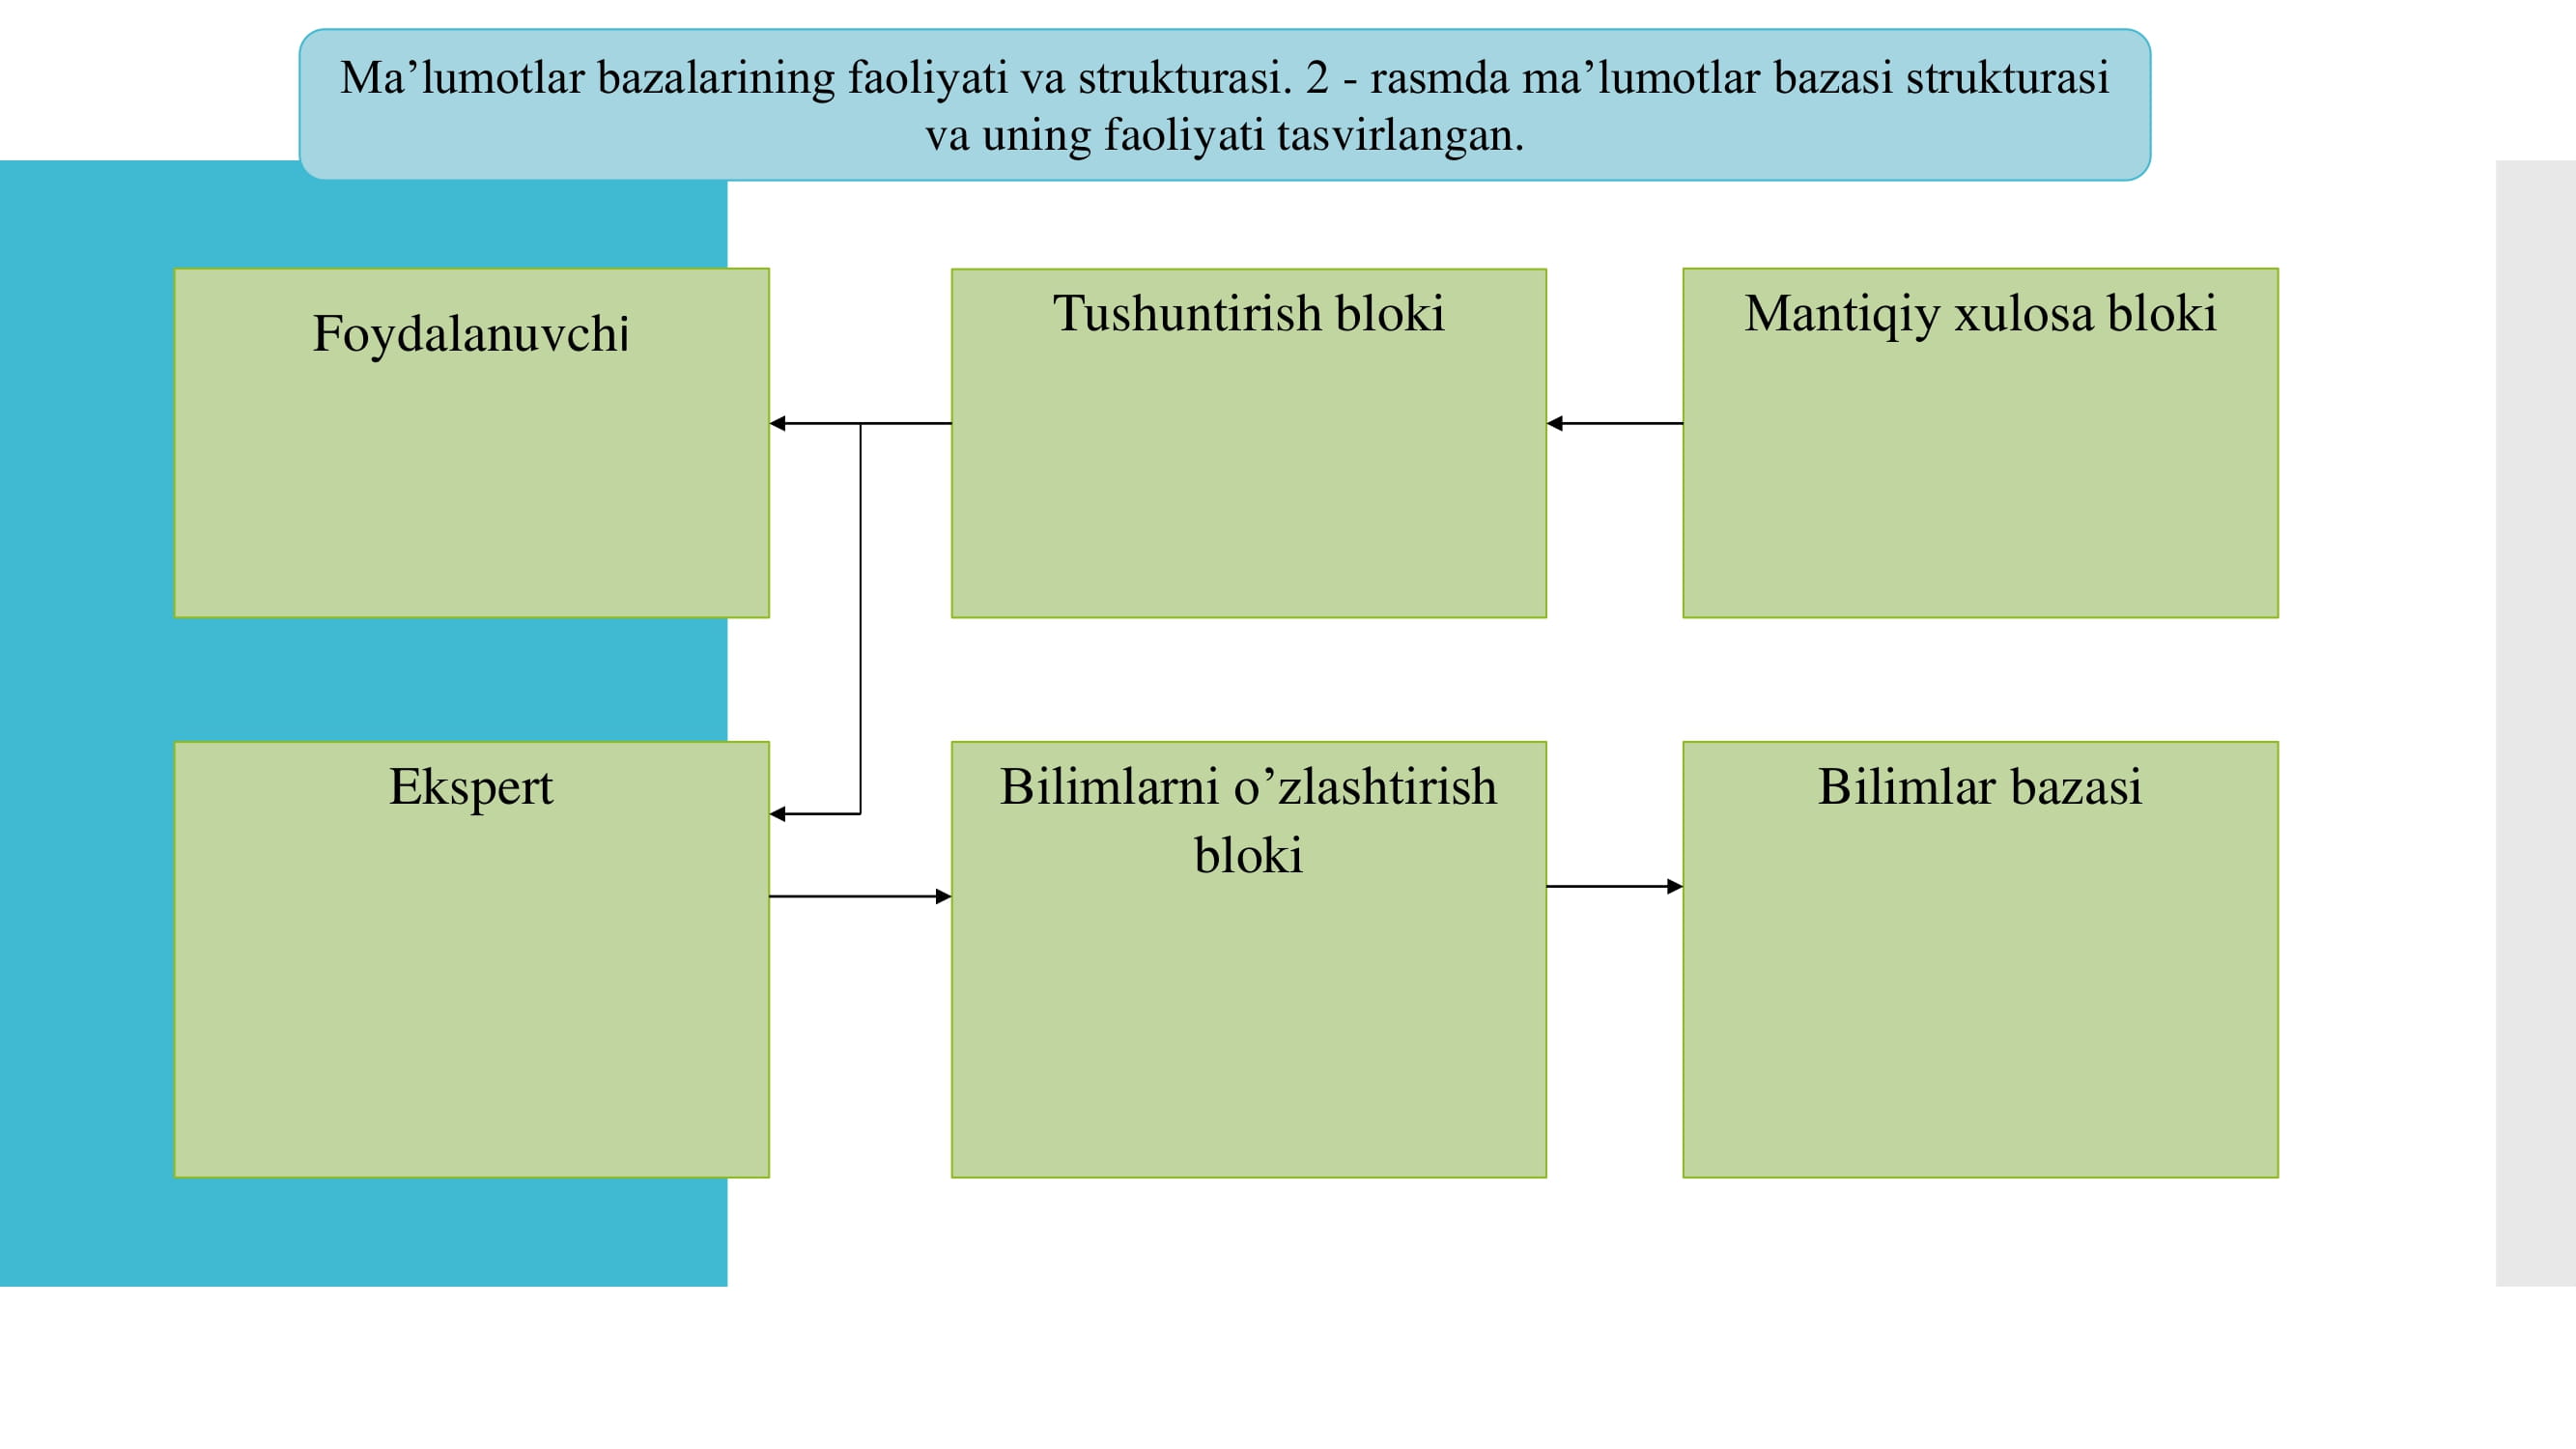 Ma’lumotlar bazalarining faoliyati va strukturasi. 2 - rasmda ma’lumotlar bazasi strukturasi
va uning faoliyati tasvirlangan.
Foydalanuvchi
Tushuntirish bloki
Mantiqiy xulosa bloki
Ekspert
Bilimlarni o’zlashtirish
bloki
Bilimlar bazasi